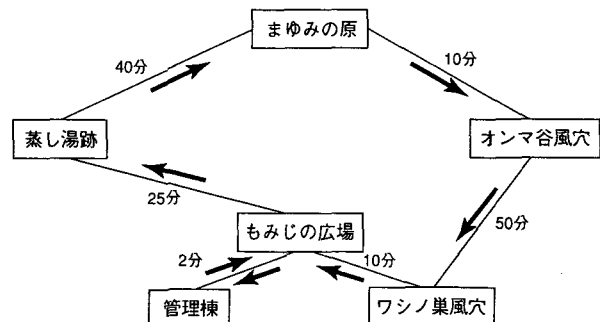 まゆみの原
40分
10分
蒸し湯跡
オンマ谷風穴
25分
50分
もみじの広場
2分
10分
管理棟
ワシノ巣風穴